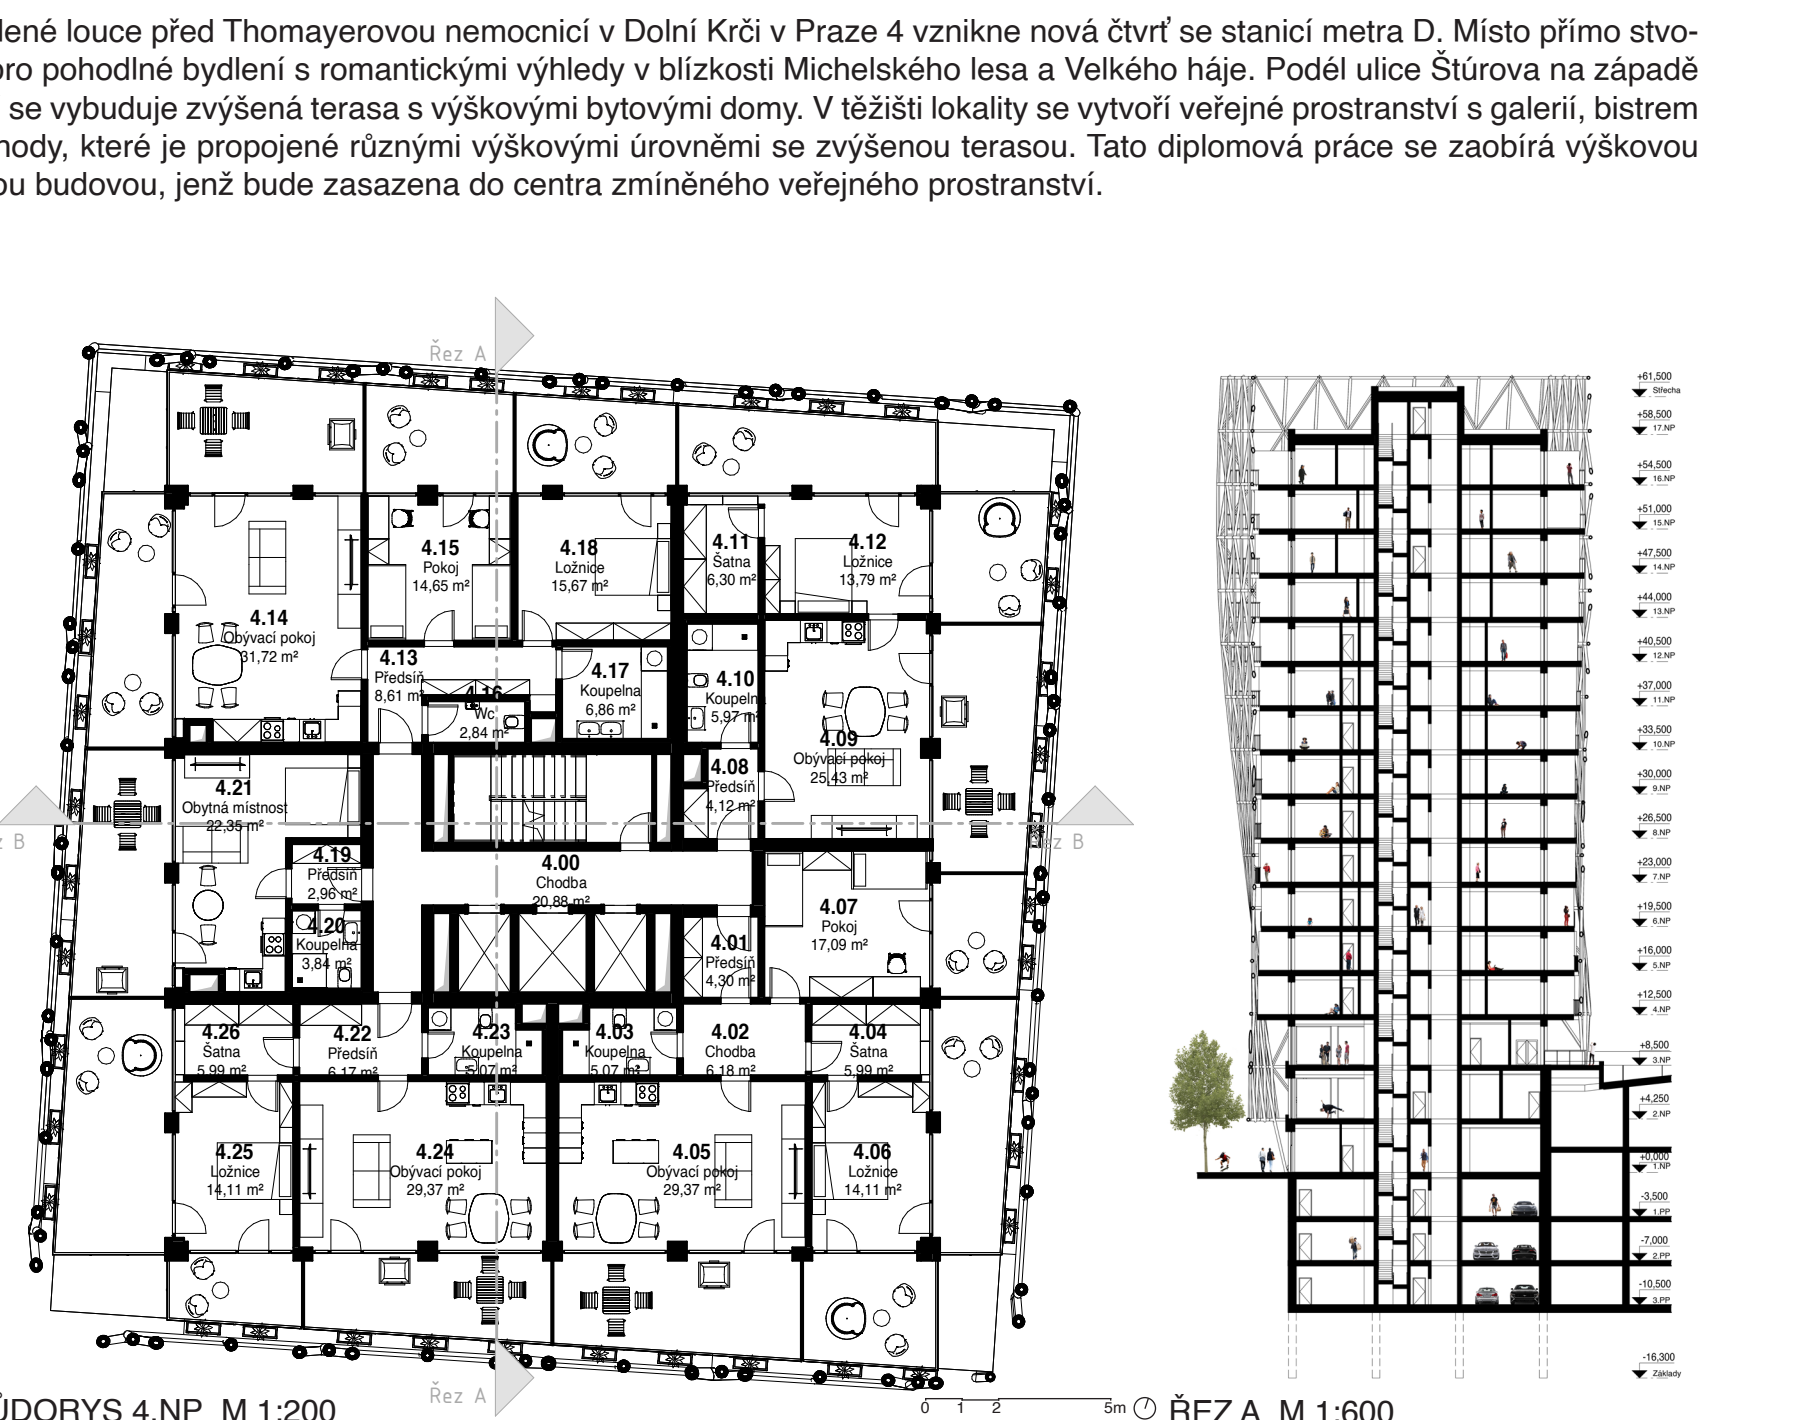 lené louce před Thomayerovou nemocnicí v Dolní Krči v Praze 4 vznikne nová čtvrť se stanicí metra D. Místo přímo stvo-
pro pohodlné bydlení s romantickými výhledy v blízkosti Michelského lesa a Velkého háje. Podél ulice Štúrova na západě
se vybuduje zvýšená terasa s výškovými bytovými domy. V těžišti lokality se vytvoří veřejné prostranství s galerií, bistrem
hody, které je propojené různými výškovými úrovněmi se zvýšenou terasou. Tato diplomová práce se zaobírá výškovou
ou budovou, jenž bude zasazena do centra zmíněného veřejného prostranství.
Řez A
4.15
Pokoj
14,65 m²
4.18
Ložnice
15,67 m²
4.11
Šatna
6,30 m²
4.12
Ložnice
13,79 m²
4.14
Obývací pokoj
31,72 m²
4.13
Předsíň
8,61 m²
4.16
Wc
2,84 m²
4.17
Koupelna
6,86 m²
4.10
Koupelna
5,97 m²
4.09
Obývací pokoj
25,43 m²
4.08
Předsíň
4,12 m²
4.21
Obytná místnost
22,35 m²
z B
Řez B
4.19
Předsíň
2,96 m²
4.00
Chodba
20,88 m²
4.20
Koupelna
3,84 m²
4.01
Předsíň
4,30 m²
4.07
Pokoj
17,09 m²
4.26
Šatna
5,99 m²
4.22
Předsíň
6,17 m²
4.23
Koupelna
5,07 m²
4.03
Koupelna
5,07 m²
4.02
Chodba
6,18 m²
4.04
Šatna
5,99 m²
4.25
Ložnice
14,11 m²
4.24
Obývací pokoj
29,37 m²
4.05
Obývací pokoj
29,37 m²
4.06
Ložnice
14,11 m²
Řez A
ŮDORYS 4.NP M 1:200
0 1 2 5m
+61,500
Střecha
+58,500
17.NP
+54,500
16.NP
+51,000
15.NP
+47,500
14.NP
+44,000
13.NP
+40,500
12.NP
+37,000
11.NP
+33,500
10.NP
+30,000
9.NP
+26,500
8.NP
+23,000
7.NP
+19,500
6.NP
+16,000
5.NP
+12,500
4.NP
+8,500
3.NP
+4,250
2.NP
+0,000
1.NP
-3,500
1.PP
-7,000
2.PP
-10,500
3.PP
-16,300
Základy
ŘEZ A M 1:600